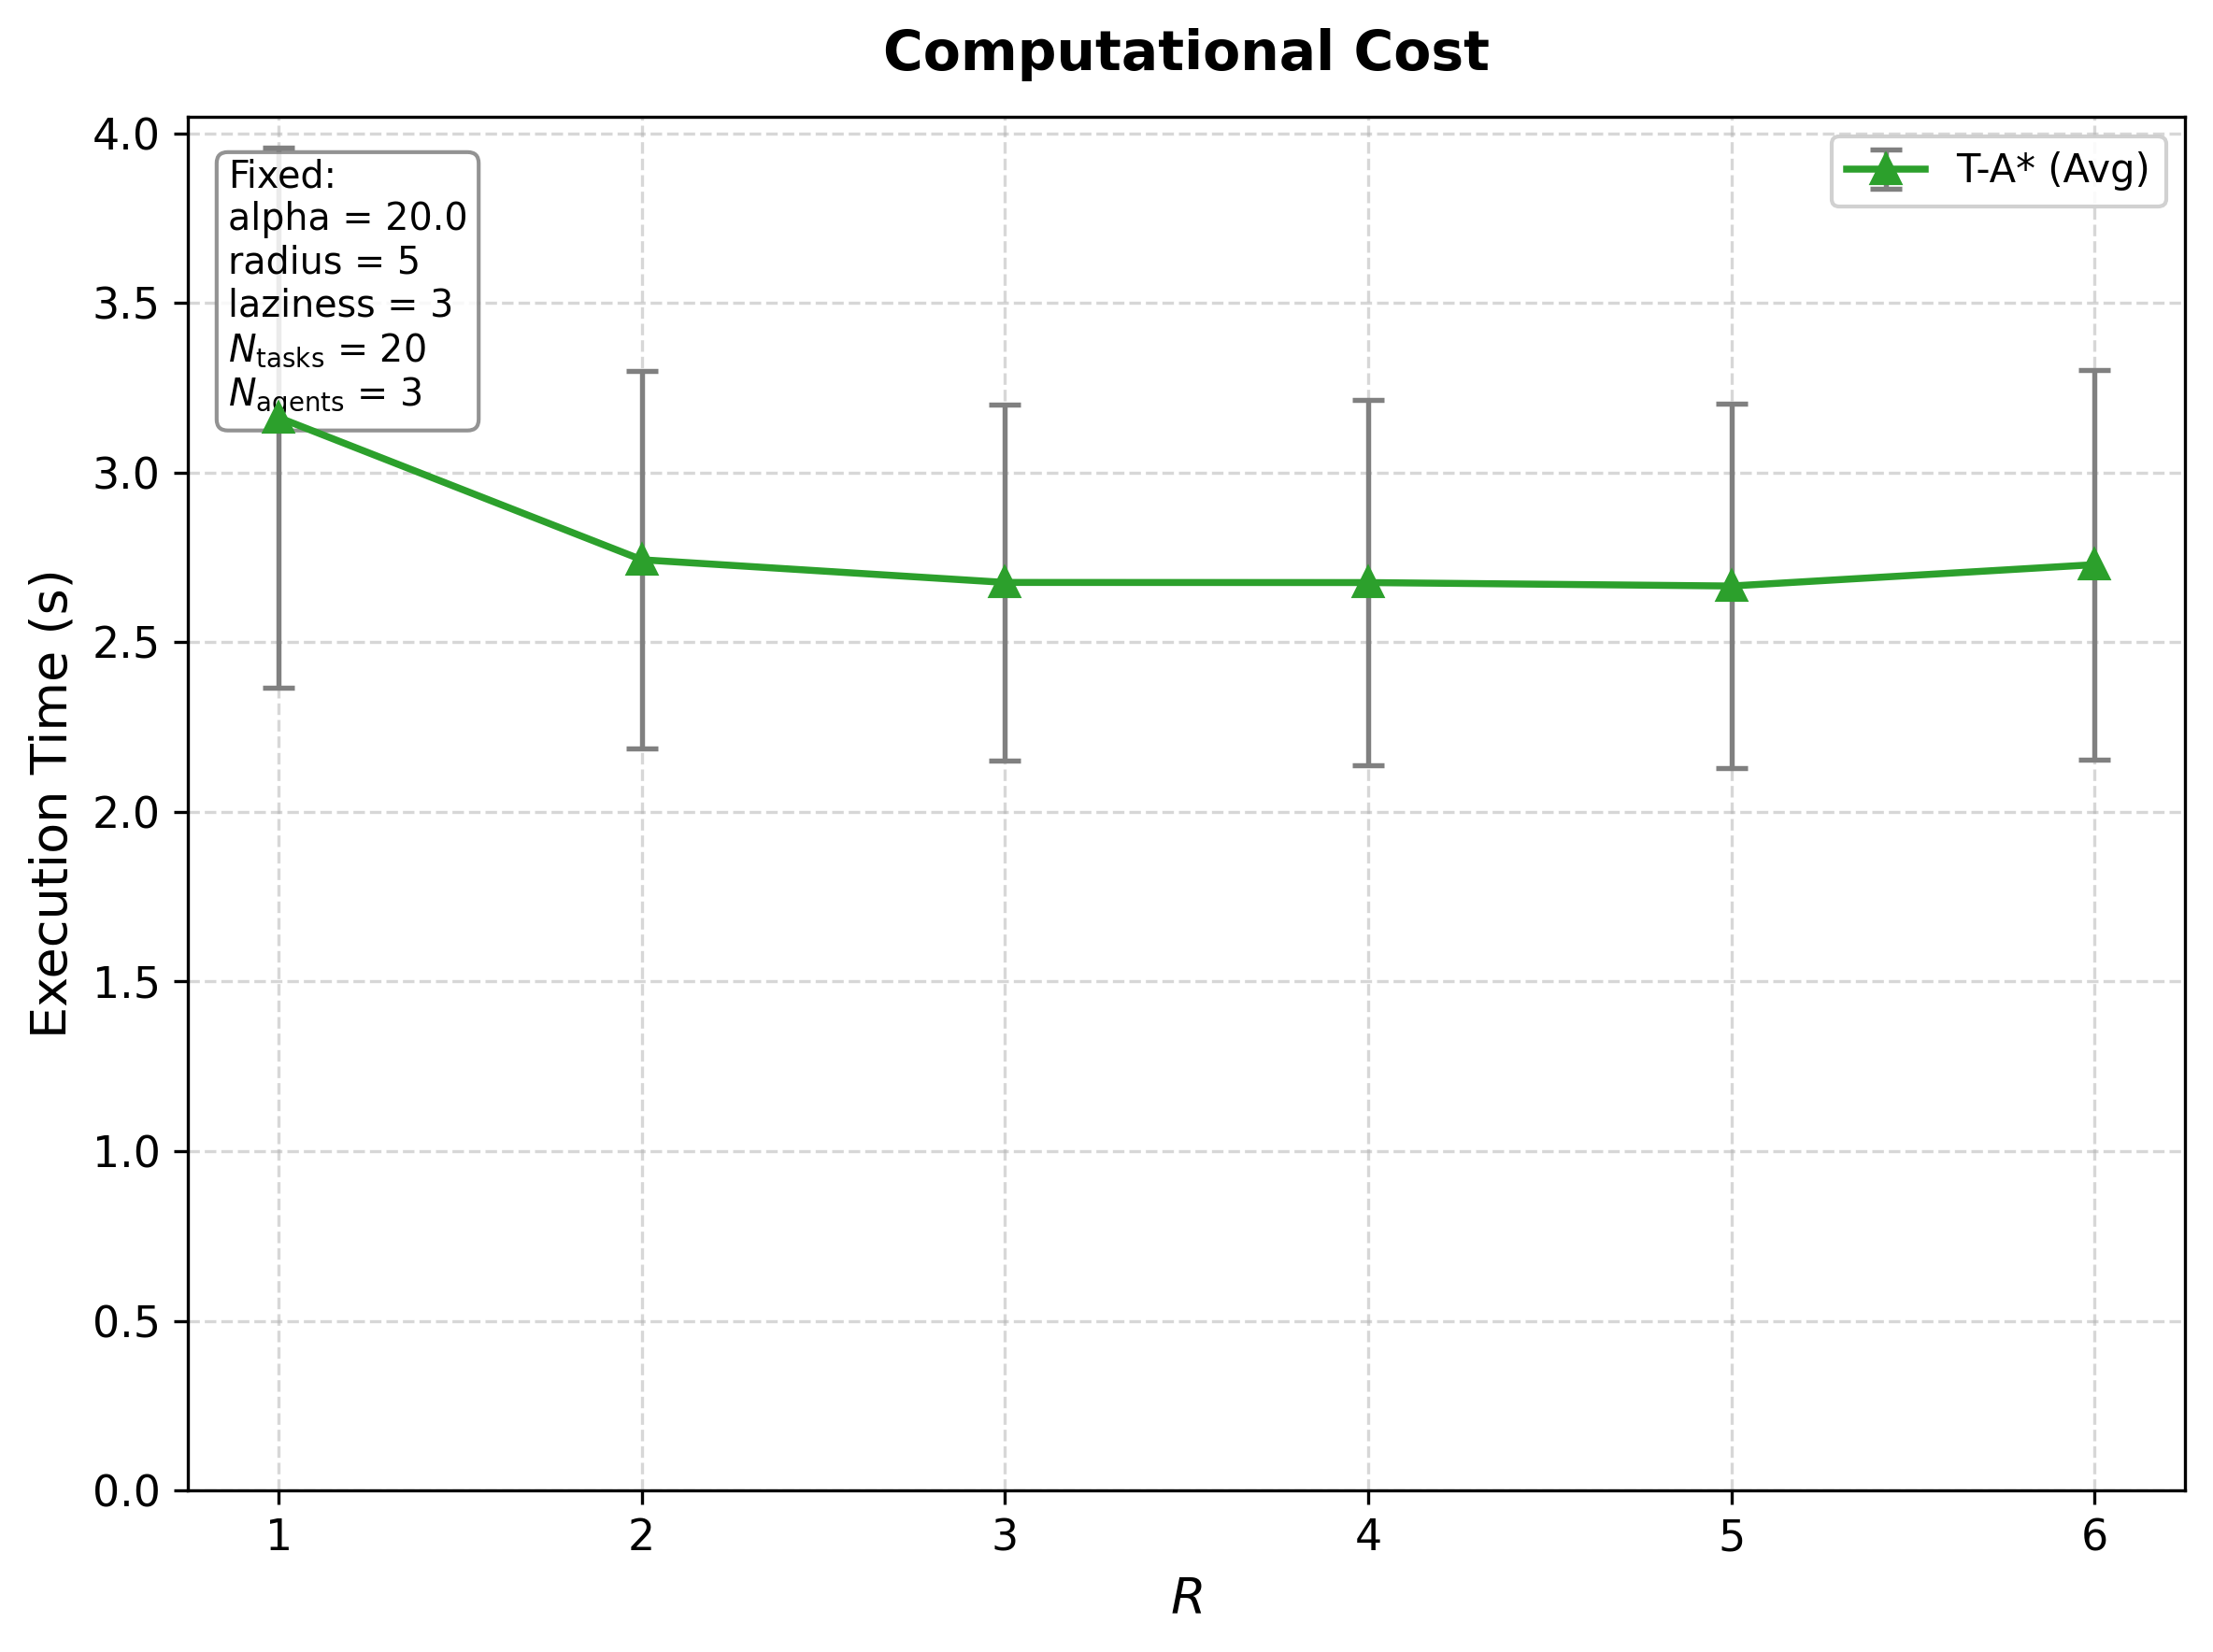 Computational Cost
4.0
3.5
3.0
2.5
2.0
1.5
1.0
0.5
0.0
Execution Time (s)
Fixed:
alpha = 20.0
radius = 5
laziness = 3
N_tasks = 20
N_agents = 3
T-A* (Avg)
1 2 3 4 5 6
R